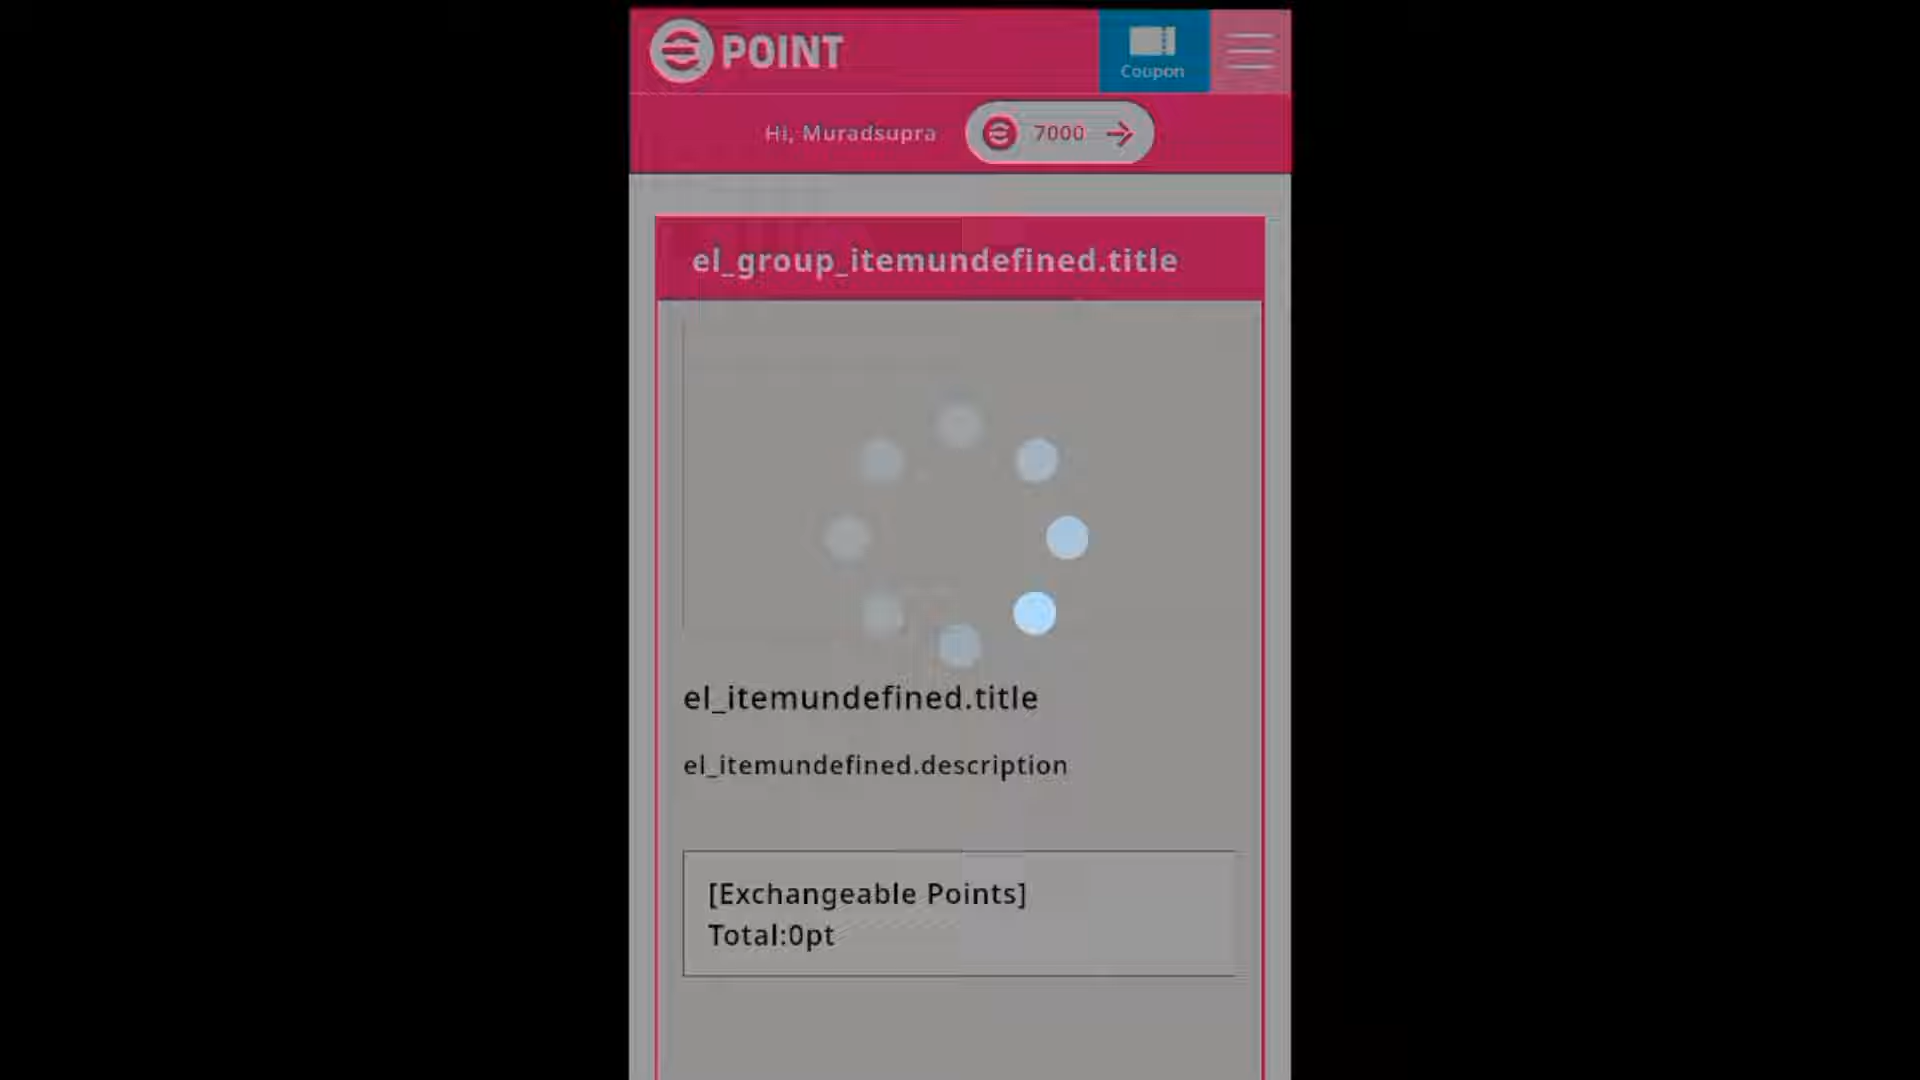 POINT
Coupon
Hi, Muradsupra
7000
el_group_itemundefined.title
el_itemundefined.title
el_itemundefined.description
[Exchangeable Points]
Total:0pt